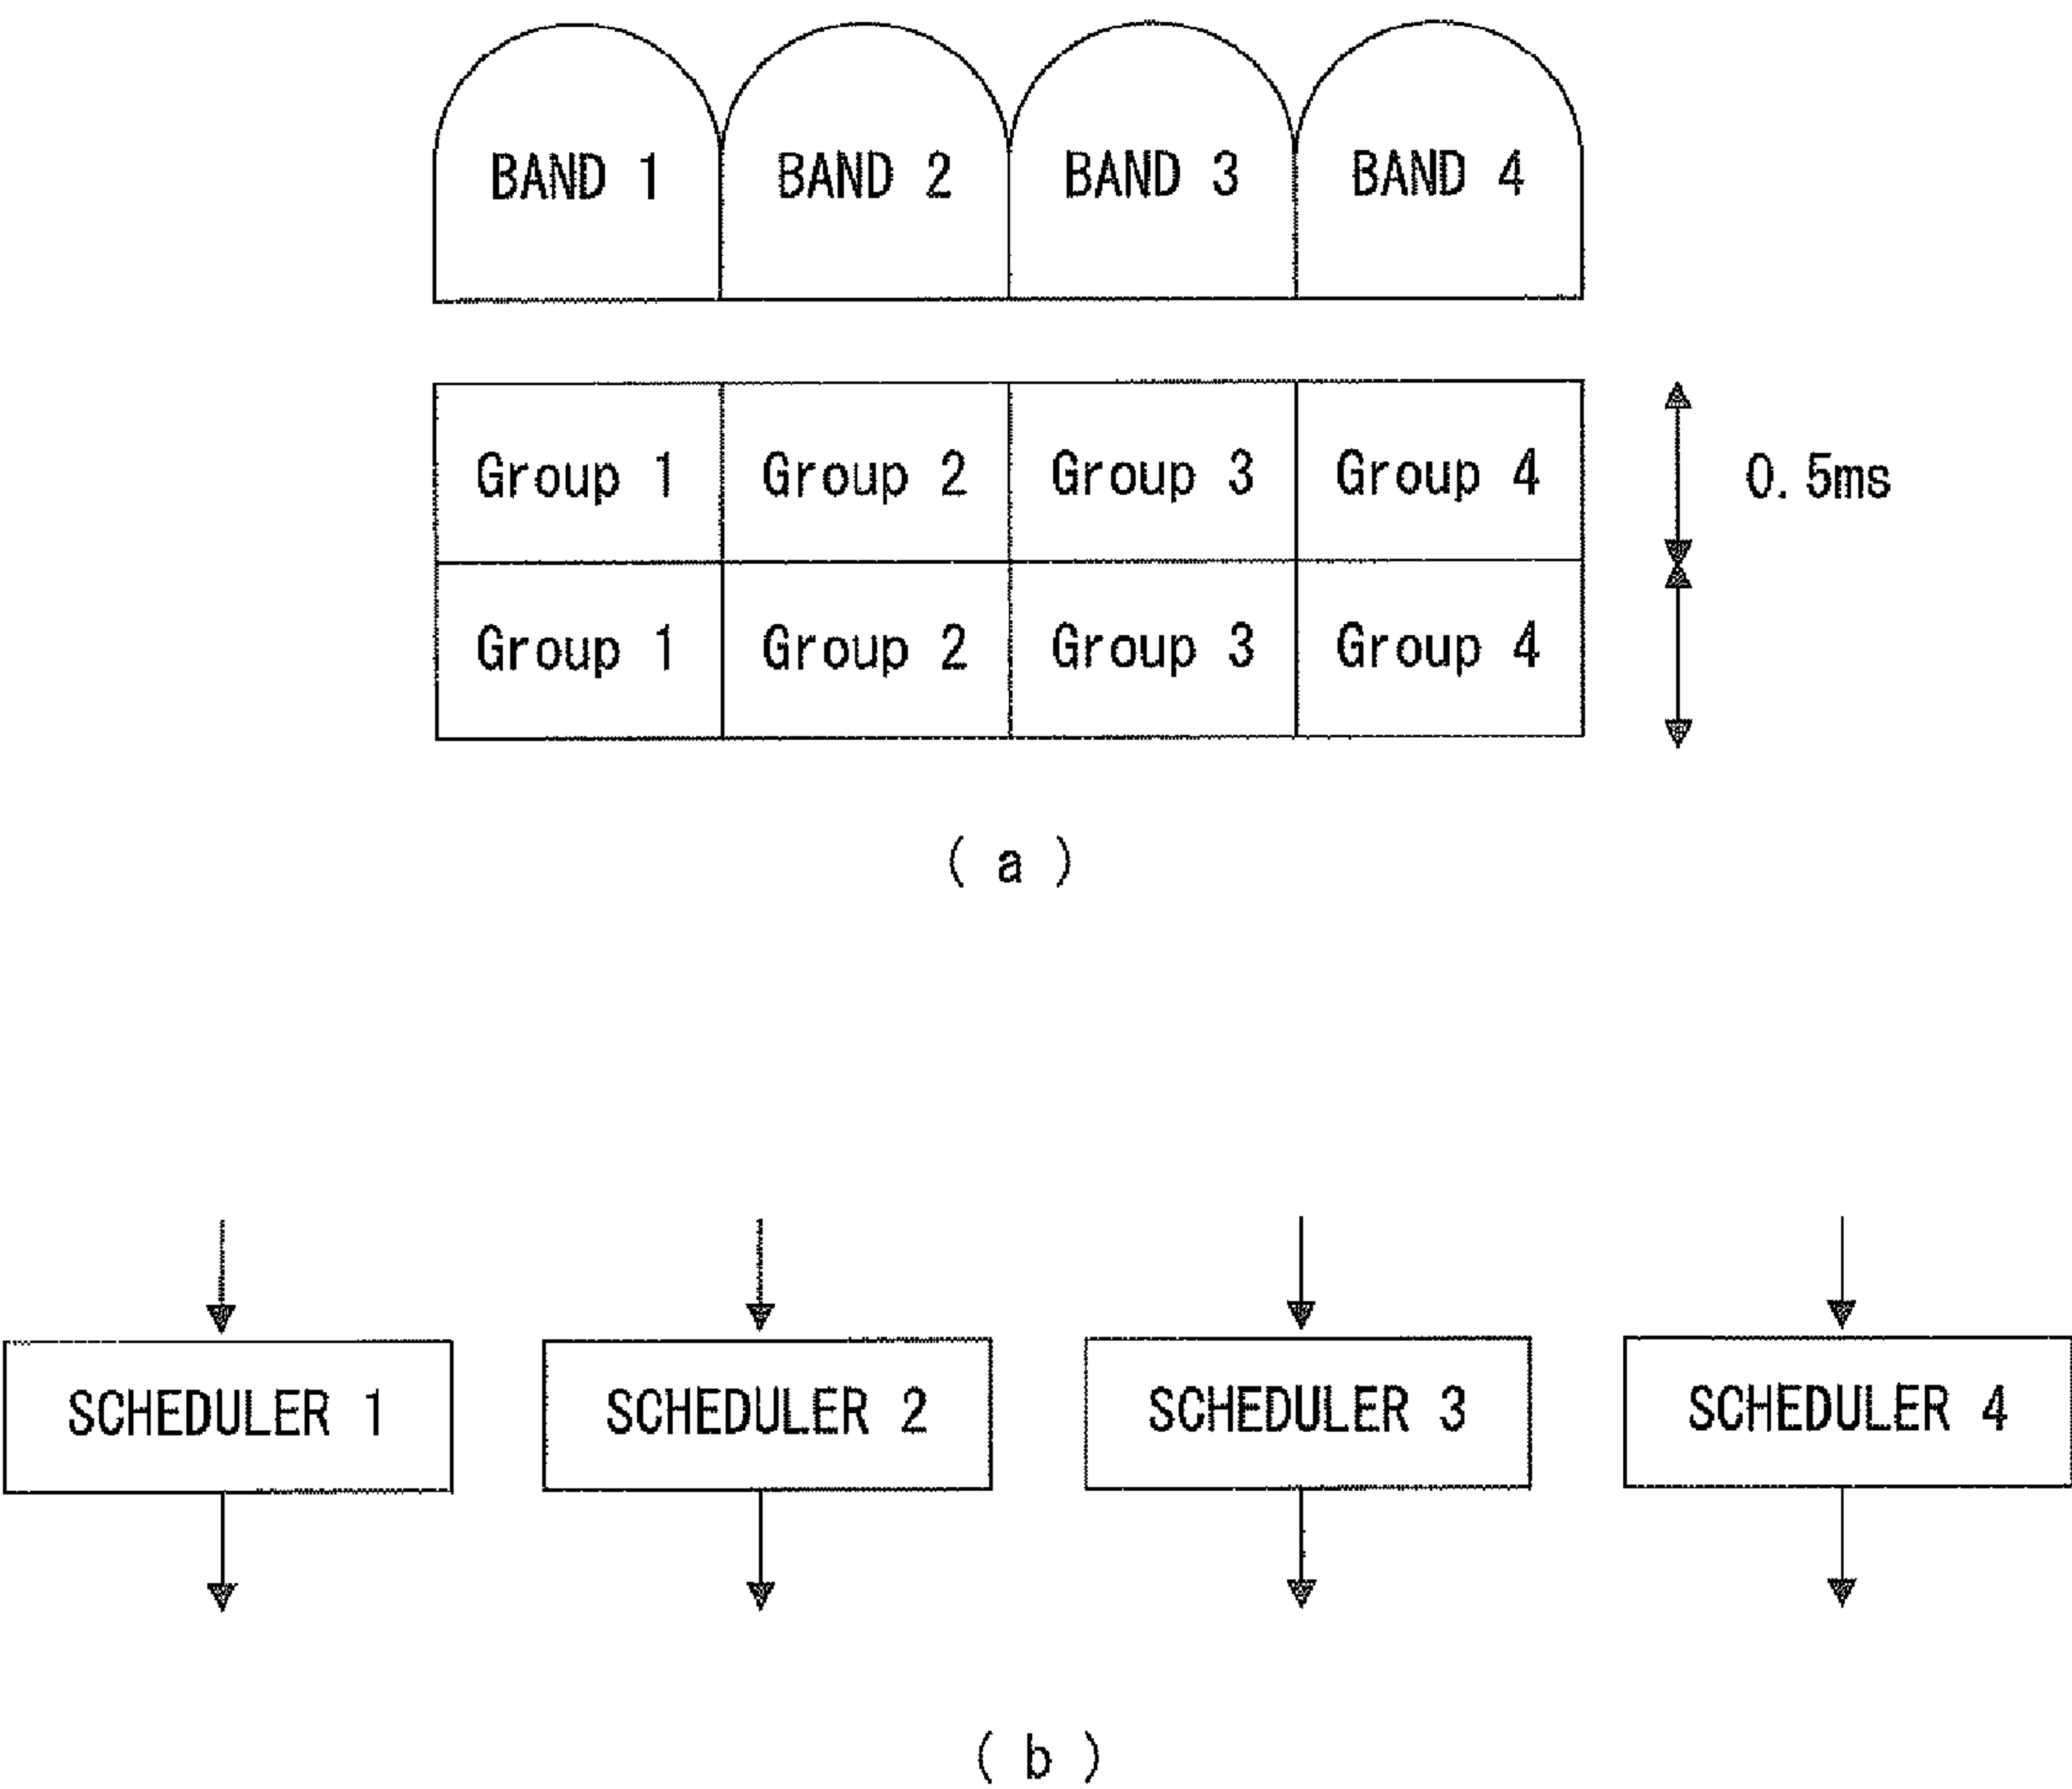 BAND 1 BAND 2 BAND 3 BAND 4
Group 1 Group 2 Group 3 Group 4 0.5ms
Group 1 Group 2 Group 3 Group 4
( a )
SCHEDULER 1 SCHEDULER 2 SCHEDULER 3 SCHEDULER 4
( b )